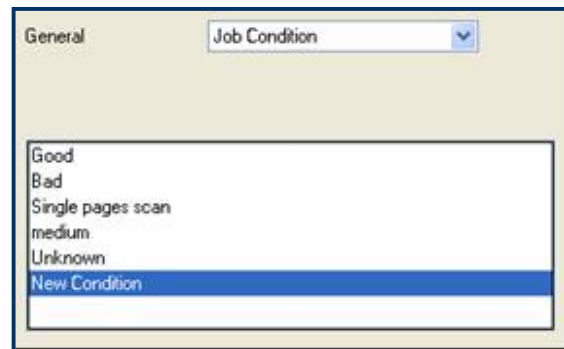 General Job Condition
Good
Bad
Single pages scan
medium
Unknown
New Condition